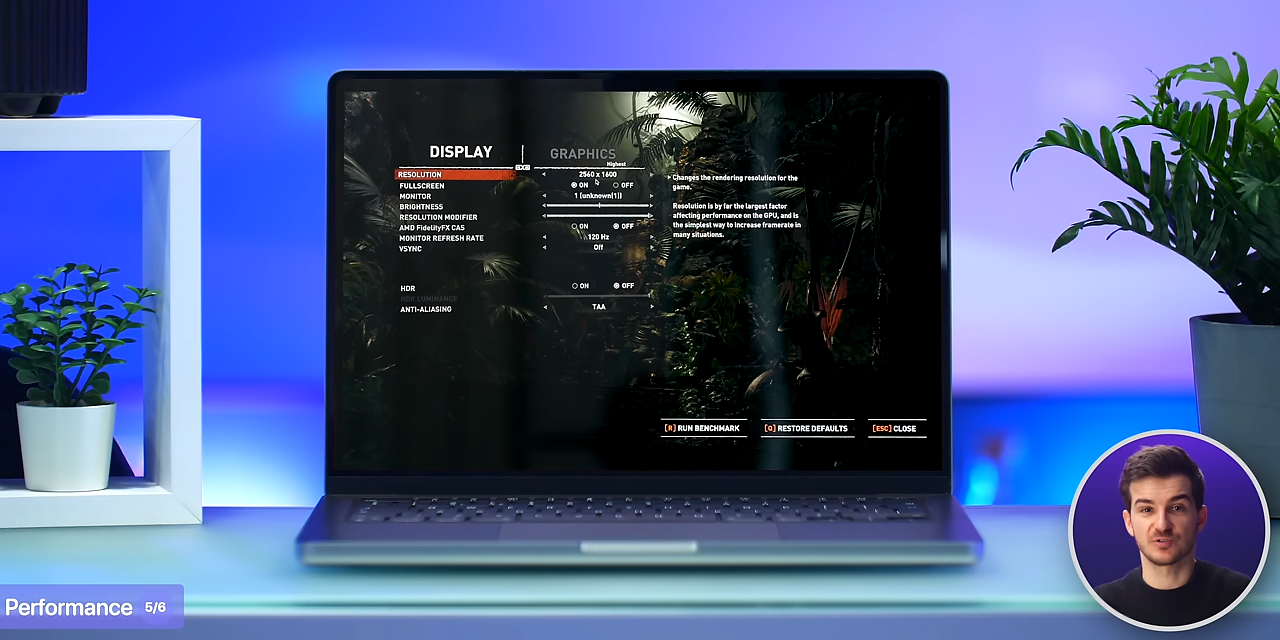 DISPLAY
GRAPHICS
Highest
RESOLUTION
2560 x 1600
FULLSCREEN
ON OFF
MONITOR
1 (unknown(1))
BRIGHTNESS
RESOLUTION MODIFIER
AMD FidelityFX CAS
ON OFF
MONITOR REFRESH RATE
120 Hz
VSYNC
Off
HDR
ON OFF
HDR LUMINANCE
ANTI-ALIASING
TAA
Changes the rendering resolution for the
game.
Resolution is by far the largest factor
affecting performance on the GPU, and is
the simplest way to increase framerate in
many situations.
[R] RUN BENCHMARK
[Q] RESTORE DEFAULTS
[ESC] CLOSE
Performance 5/6